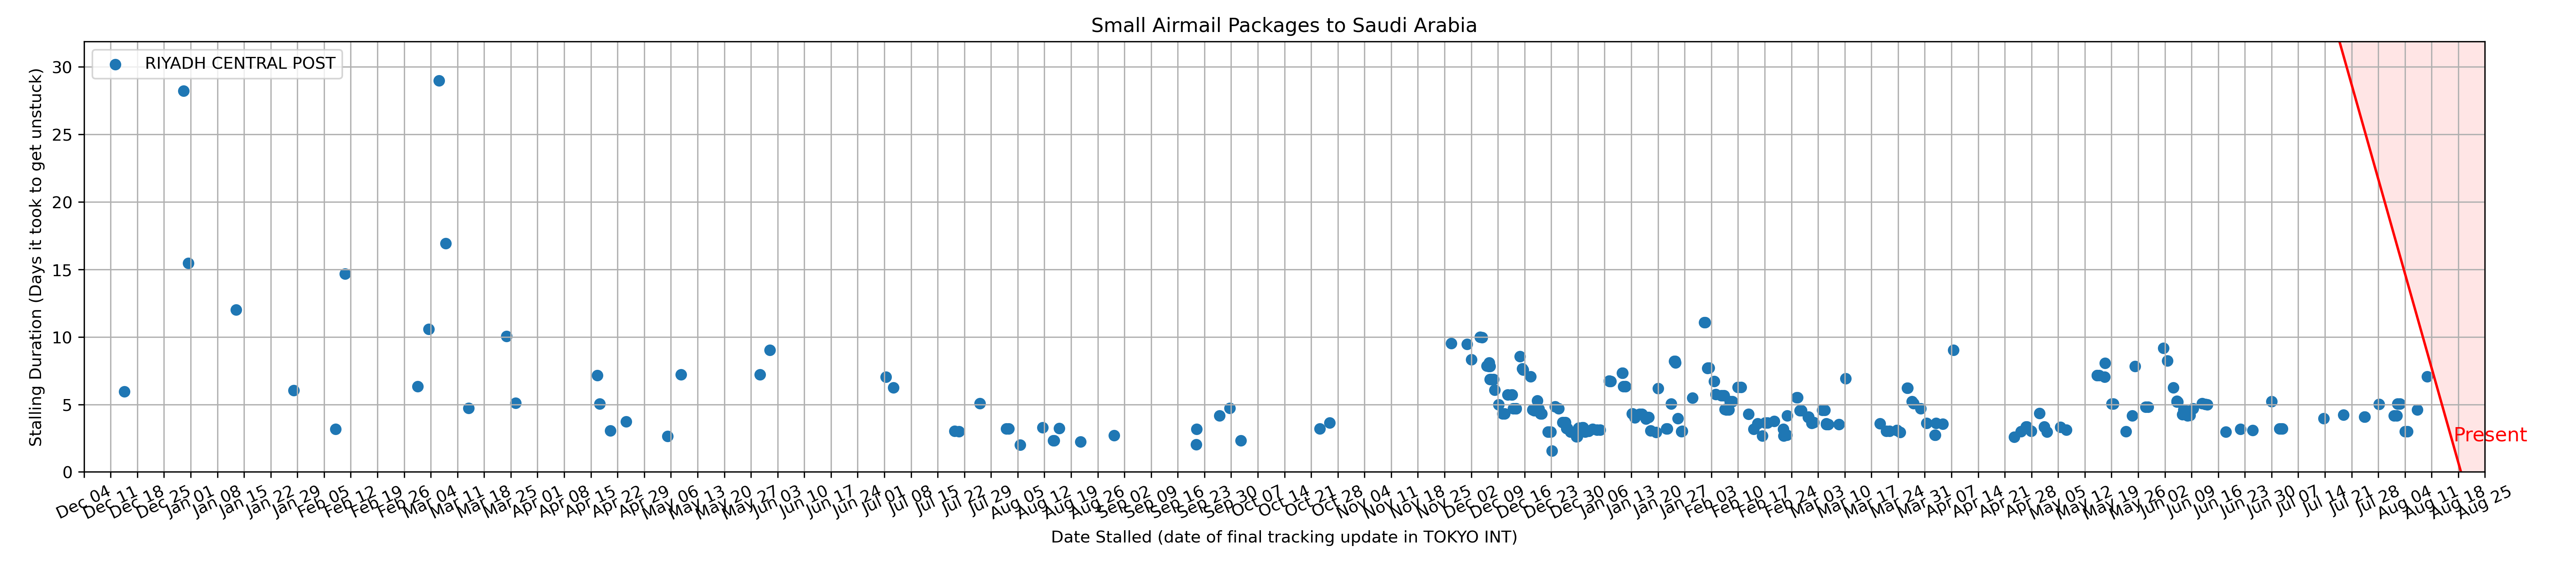 Small Airmail Packages to Saudi Arabia
RIYADH CENTRAL POST
Stalling Duration (Days it took to get unstuck)
30
25
20
15
10
5
0
Present
Dec 04 Dec 11 Dec 18 Dec 25 Jan 01 Jan 08 Jan 15 Jan 22 Jan 29 Feb 05 Feb 12 Feb 19 Feb 26 Mar 04 Mar 11 Mar 18 Mar 25 Apr 01 Apr 08 Apr 15 Apr 22 Apr 29 May 06 May 13 May 20 May 27 Jun 03 Jun 10 Jun 17 Jun 24 Jul 01 Jul 08 Jul 15 Jul 22 Jul 29 Aug 05 Aug 12 Aug 19 Aug 26 Sep 02 Sep 09 Sep 16 Sep 23 Sep 30 Oct 07 Oct 14 Oct 21 Oct 28 Nov 04 Nov 11 Nov 18 Nov 25 Dec 02 Dec 09 Dec 16 Dec 23 Dec 30 Jan 06 Jan 13 Jan 20 Jan 27 Feb 03 Feb 10 Feb 17 Feb 24 Mar 03 Mar 10 Mar 17 Mar 24 Mar 31 Apr 07 Apr 14 Apr 21 Apr 28 May 05 May 12 May 19 May 26 Jun 02 Jun 09 Jun 16 Jun 23 Jun 30 Jul 07 Jul 14 Jul 21 Jul 28 Aug 04 Aug 11 Aug 18 Aug 25
Date Stalled (date of final tracking update in TOKYO INT)